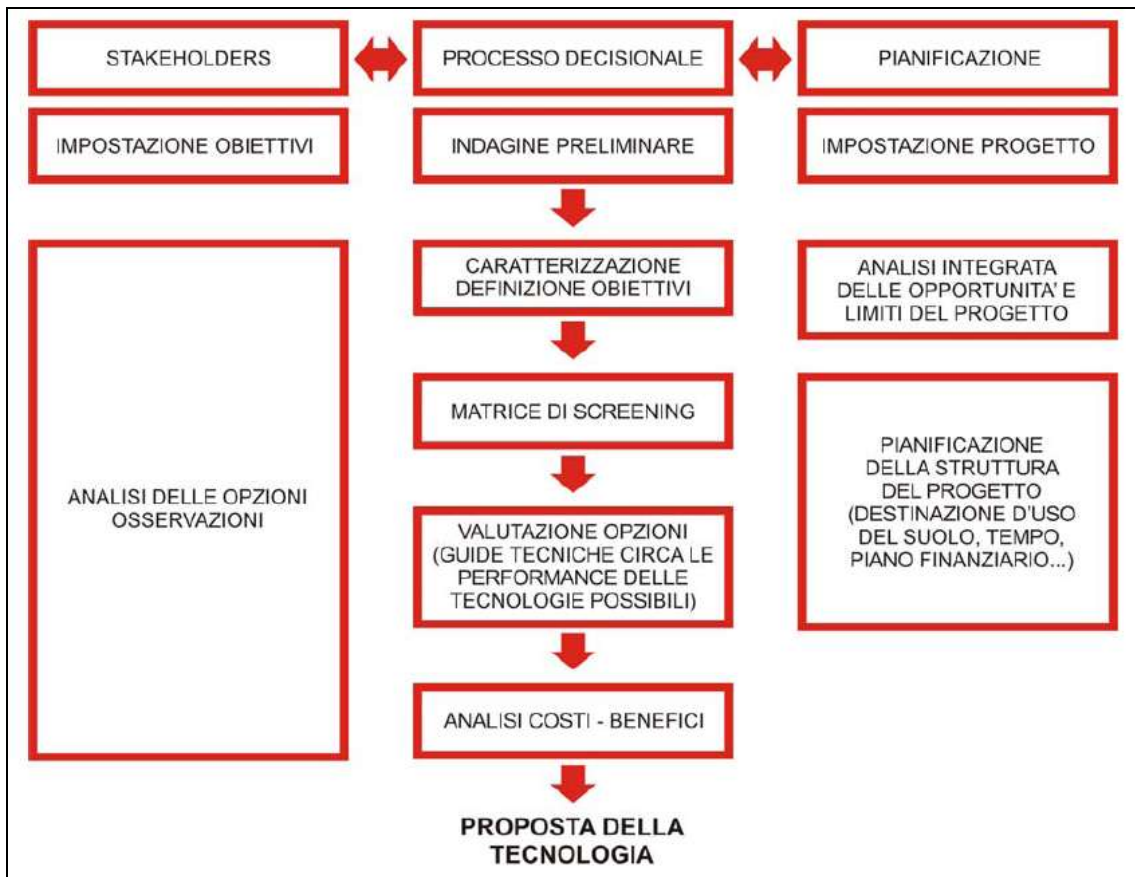 STAKEHOLDERS
PROCESSO DECISIONALE
PIANIFICAZIONE
IMPOSTAZIONE OBIETTIVI
INDAGINE PRELIMINARE
IMPOSTAZIONE PROGETTO
ANALISI DELLE OPZIONI
OSSERVAZIONI
CARATTERIZZAZIONE
DEFINIZIONE OBIETTIVI
MATRICE DI SCREENING
VALUTAZIONE OPZIONI
(GUIDE TECNICHE CIRCA LE
PERFORMANCE DELLE
TECNOLOGIE POSSIBILI)
ANALISI COSTI - BENEFICI
PROPOSTA DELLA
TECNOLOGIA
ANALISI INTEGRATA
DELLE OPPORTUNITA' E
LIMITI DEL PROGETTO
PIANIFICAZIONE
DELLA STRUTTURA
DEL PROGETTO
(DESTINAZIONE D'USO
DEL SUOLO, TEMPO,
PIANO FINANZIARIO...)